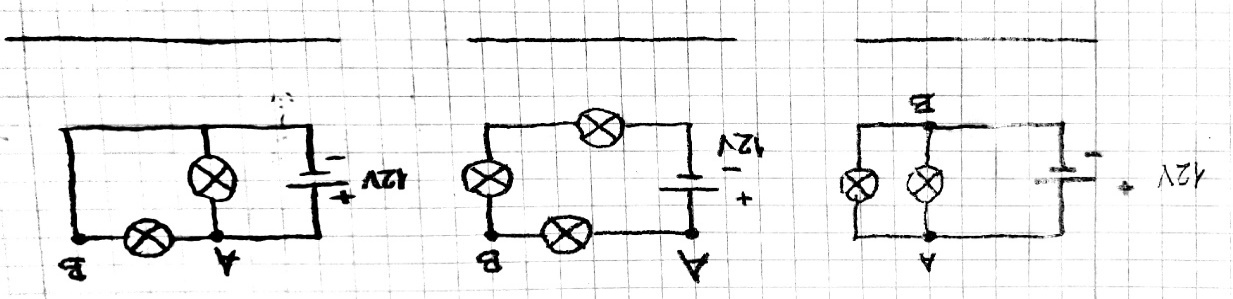 A
12V + -
B
A B
+
12V -
A B
+
12V
-